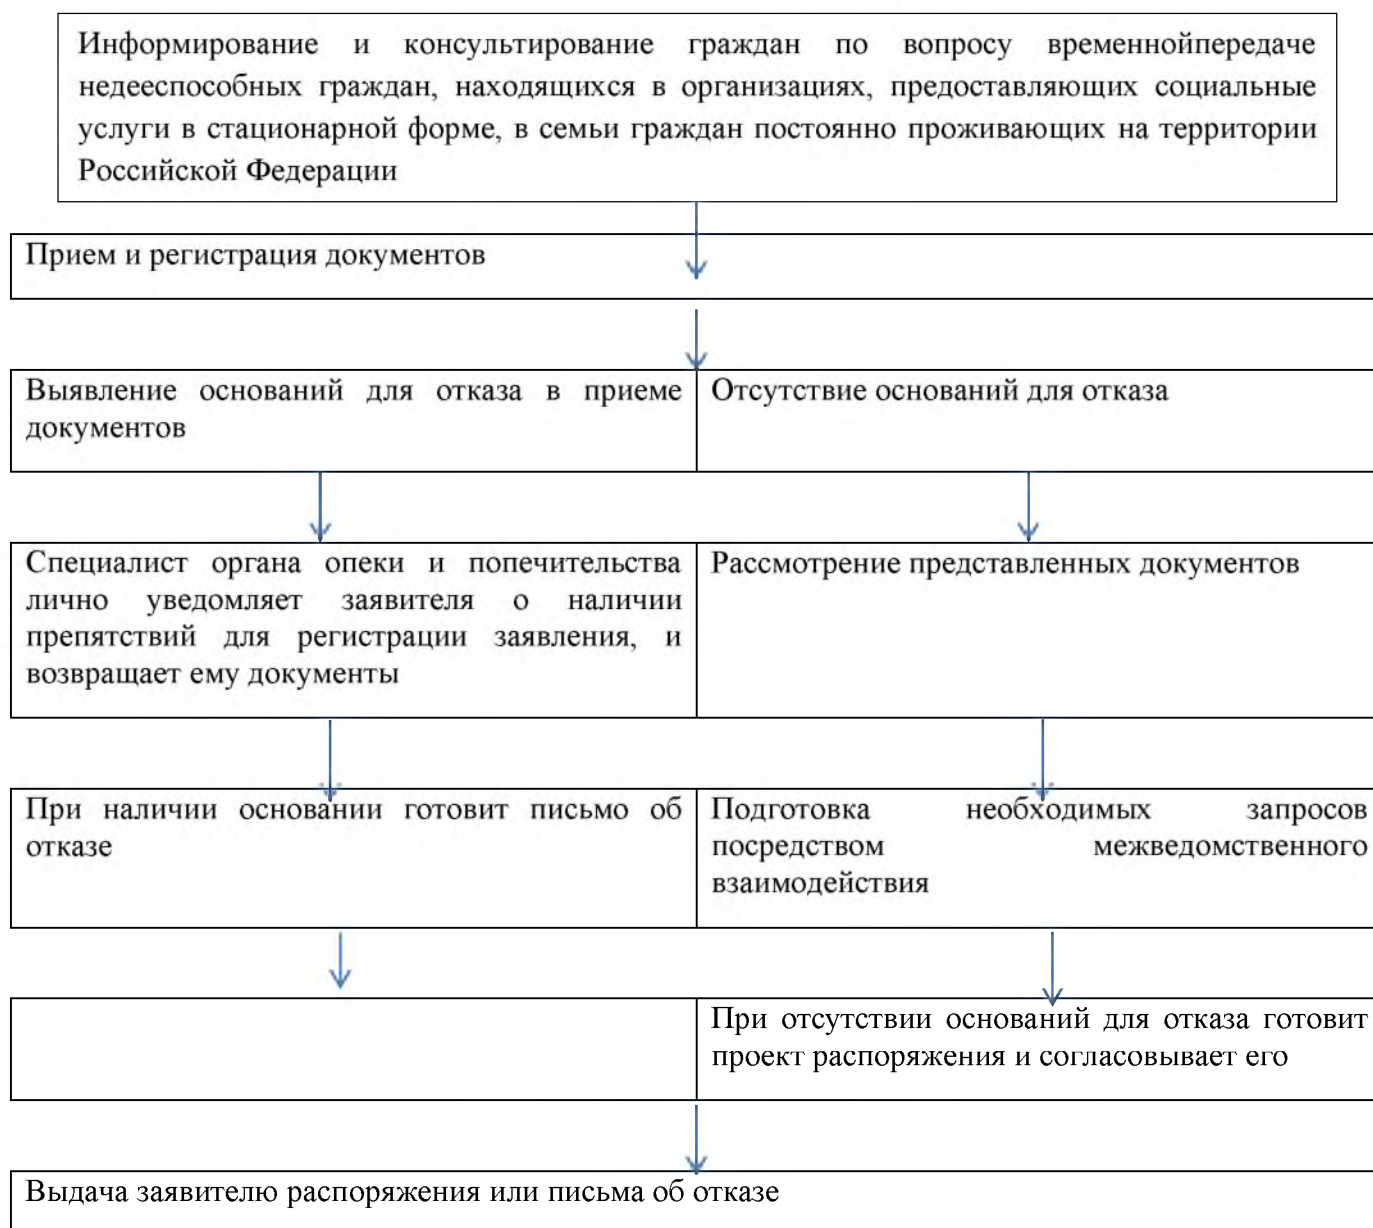 Информирование и консультирование граждан по вопросу временнойпередаче
недееспособных граждан, находящихся в организациях, предоставляющих социальные
услуги в стационарной форме, в семьи граждан постоянно проживающих на территории
Российской Федерации
Прием и регистрация документов
Выявление оснований для отказа в приеме
документов
Отсутствие оснований для отказа
Специалист органа опеки и попечительства
лично уведомляет заявителя о наличии
препятствий для регистрации заявления, и
возвращает ему документы
Рассмотрение представленных документов
При наличии основании готовит письмо об
отказе
Подготовка необходимых запросов
посредством межведомственного
взаимодействия
При отсутствии оснований для отказа готовит
проект распоряжения и согласовывает его
Выдача заявителю распоряжения или письма об отказе